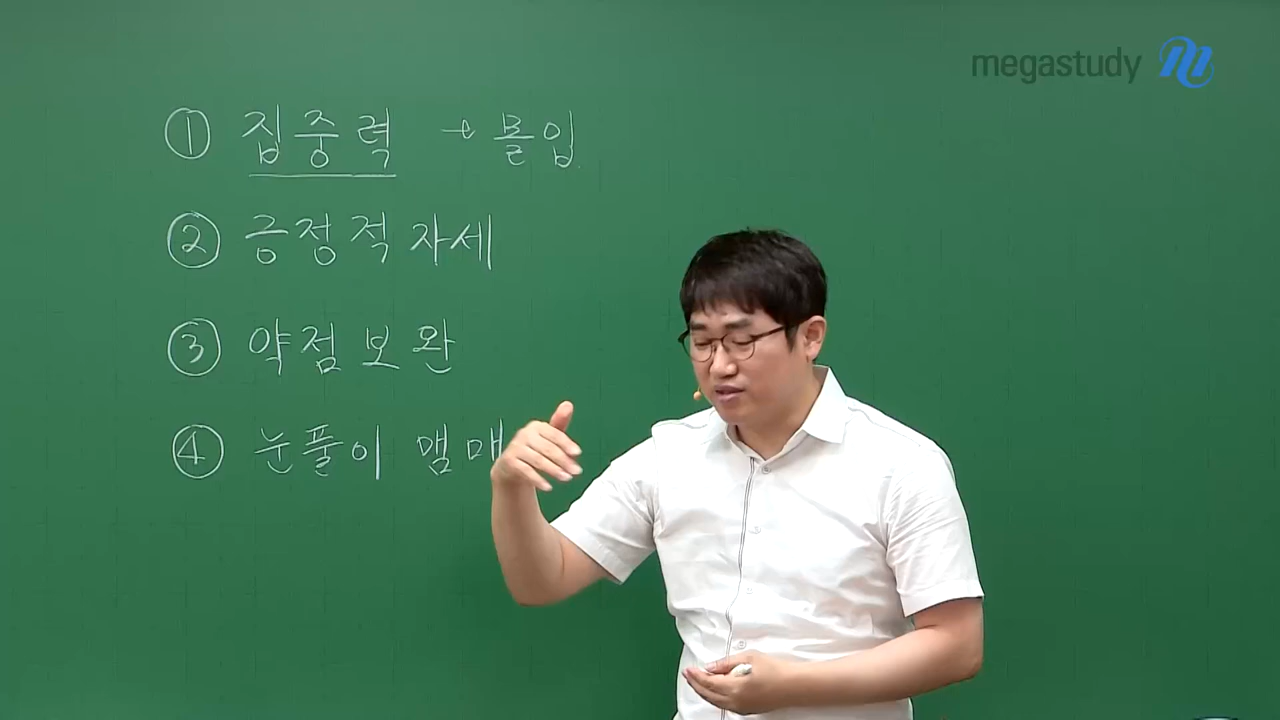 megastudy
① 집중력 → 몰입
② 긍정적 자세
③ 약점 보완
④ 눈풀이 맴매